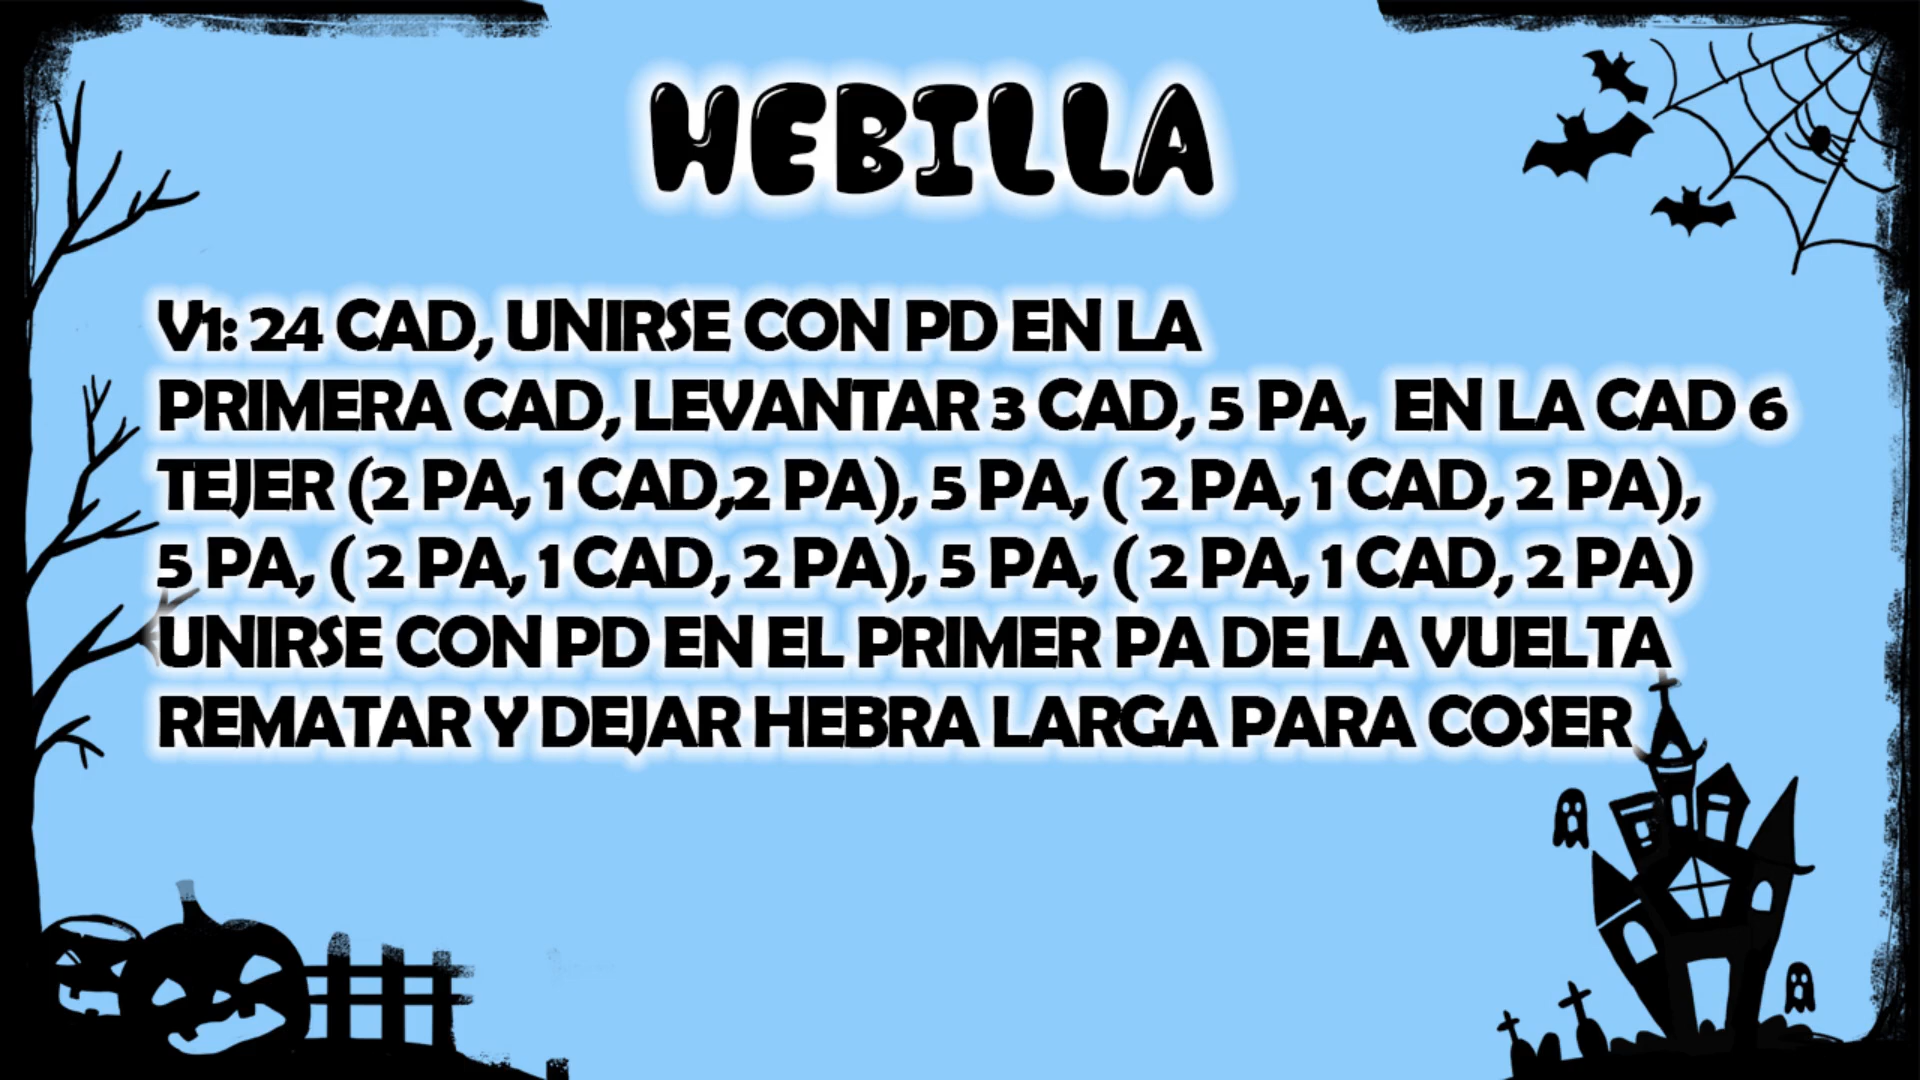 HEBILLA
V1: 24 CAD, UNIRSE CON PD EN LA
PRIMERA CAD, LEVANTAR 3 CAD, 5 PA, EN LA CAD 6
TEJER (2 PA, 1 CAD,2 PA), 5 PA, ( 2 PA, 1 CAD, 2 PA),
5 PA, ( 2 PA, 1 CAD, 2 PA), 5 PA, ( 2 PA, 1 CAD, 2 PA)
UNIRSE CON PD EN EL PRIMER PA DE LA VUELTA
REMATAR Y DEJAR HEBRA LARGA PARA COSER